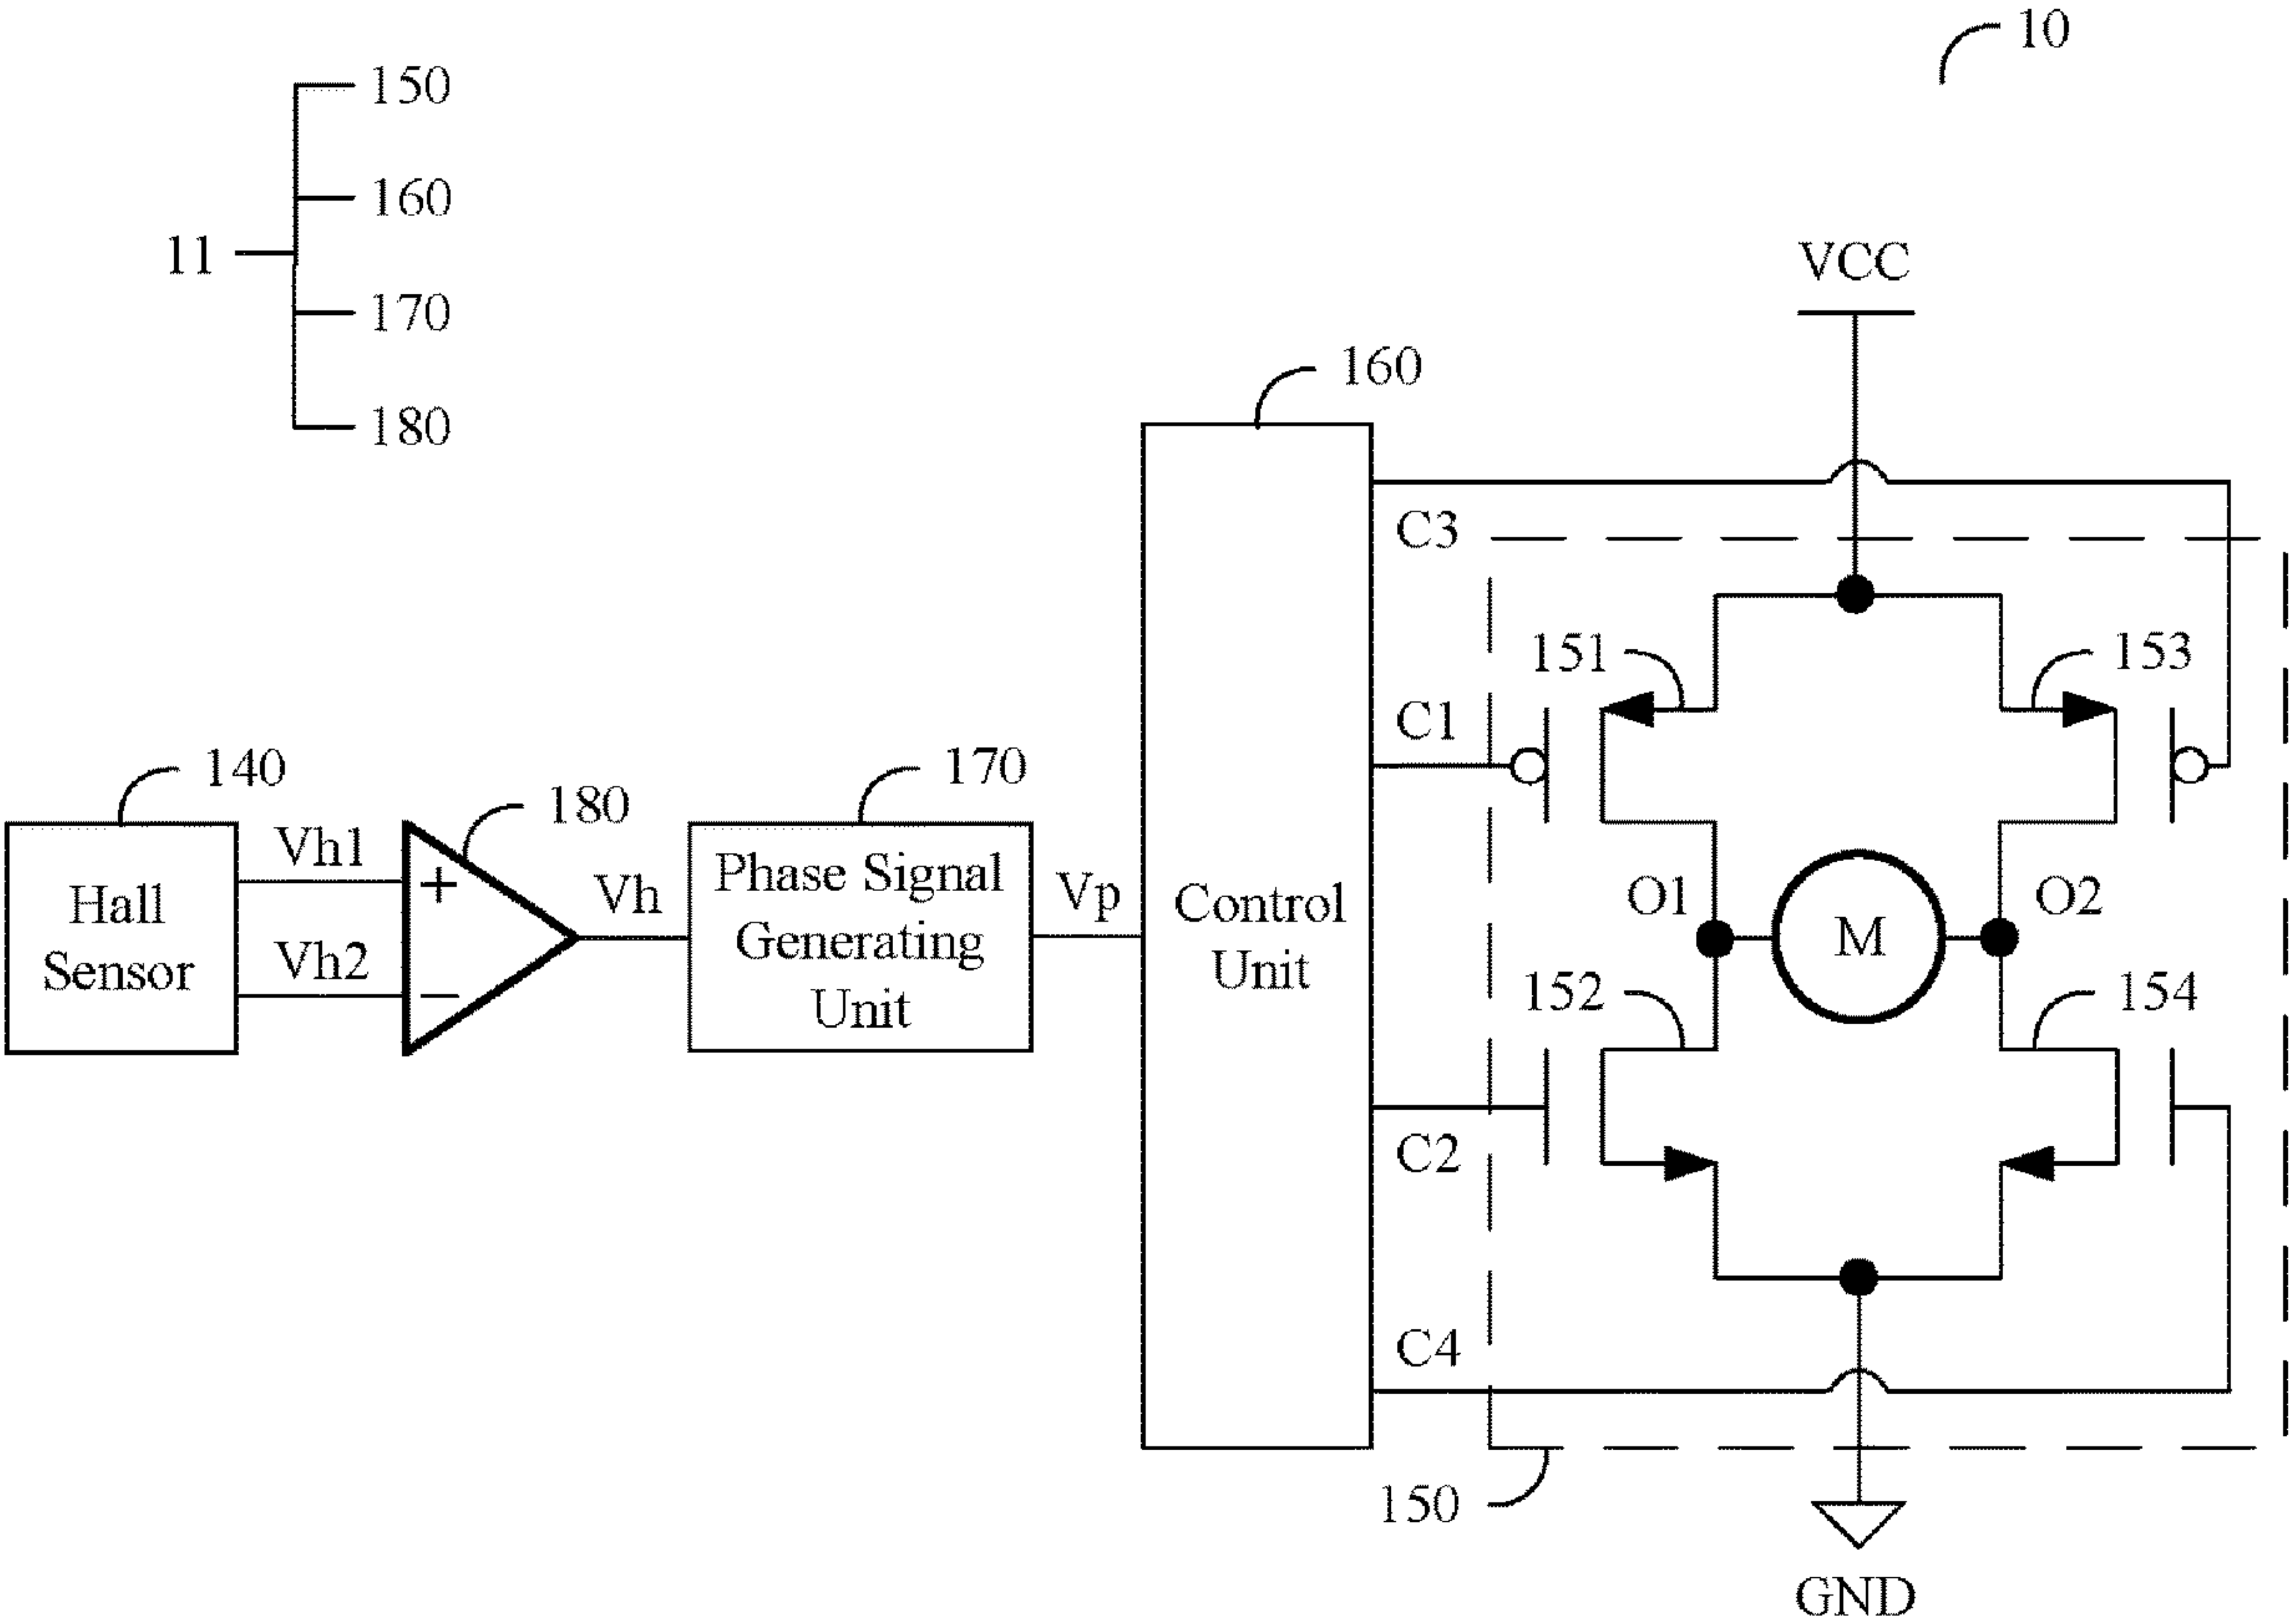 10
150
160
11
170
180
VCC
160
C3
151
153
C1
140
180
170
Vh1
+
Hall
Sensor
Vh2
−
Vh
Phase Signal
Generating
Unit
Vp
Control
Unit
O1
M
O2
152
154
C2
C4
150
GND